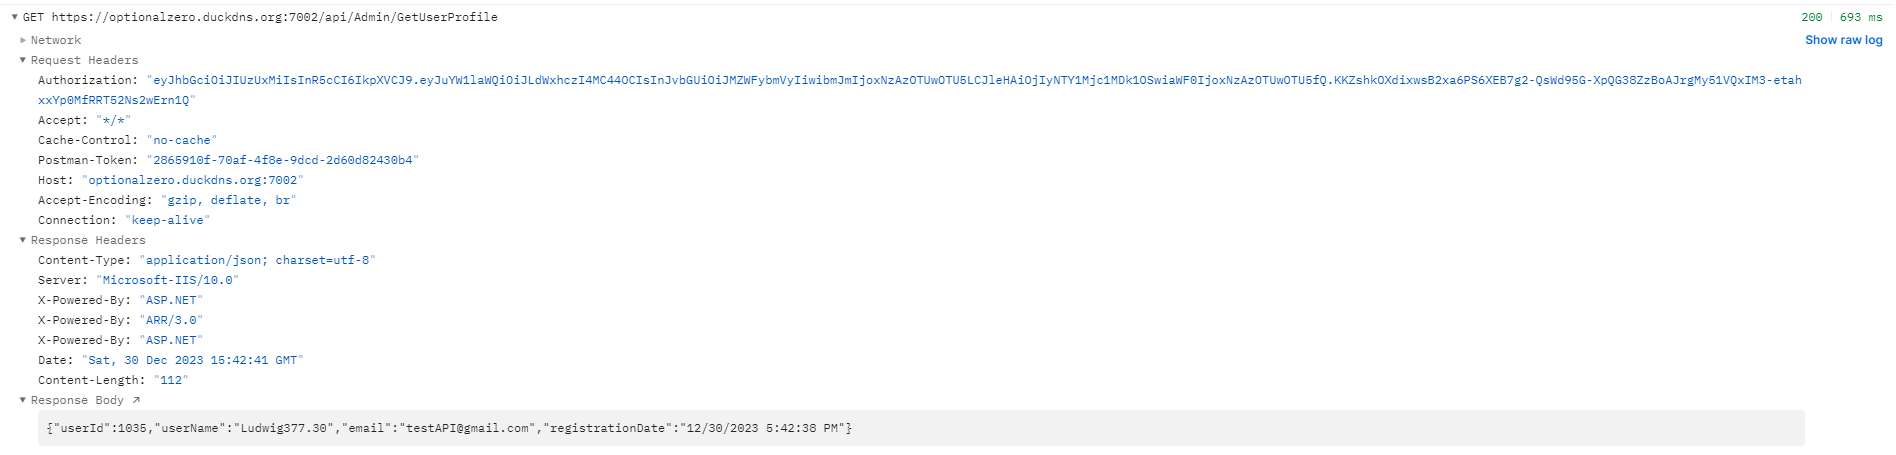 GET https://optionalzero.duckdns.org:7002/api/Admin/GetUserProfile 200 693 ms
Network Show raw log
Request Headers
Authorization: "eyJhbGciOiJIUzUxMiIsInR5cCI6IkpXVCJ9.eyJuYW1laWQiOiJLdWxhczI4MC44OCIsInJvbGUiOiJMZWFybmVyIiwibmJmIjoxNzAzOTUwOTU5LCJleHAiOjIyNTY1Mjc1MDk1OSwiaWF0IjoxNzAzOTUwOTU5fQ.KKZshkOXdixwsB2xa6PS6XEB7g2-QsWd95G-XpQG38ZzBoAJrgMy51VQxIM3-etah
xxYp0MfRRT52Ns2wErn1Q"
Accept: "*/*"
Cache-Control: "no-cache"
Postman-Token: "2865910f-70af-4f8e-9dcd-2d60d82430b4"
Host: "optionalzero.duckdns.org:7002"
Accept-Encoding: "gzip, deflate, br"
Connection: "keep-alive"
Response Headers
Content-Type: "application/json; charset=utf-8"
Server: "Microsoft-IIS/10.0"
X-Powered-By: "ASP.NET"
X-Powered-By: "ARR/3.0"
X-Powered-By: "ASP.NET"
Date: "Sat, 30 Dec 2023 15:42:41 GMT"
Content-Length: "112"
Response Body ↗
{"userId":1035,"userName":"Ludwig377.30","email":"testAPI@gmail.com","registrationDate":"12/30/2023 5:42:38 PM"}